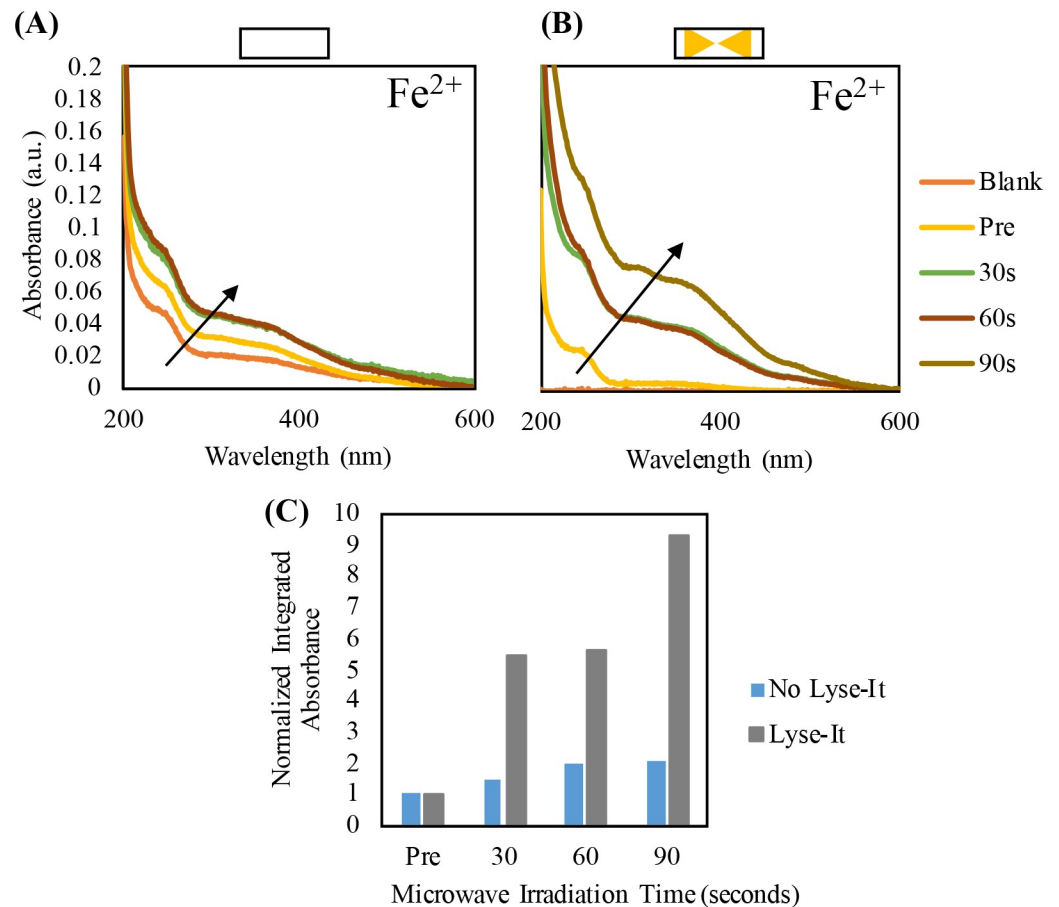 (A)
(B)
Fe²⁺
Fe²⁺
Absorbance (a.u.)
0.2
0.18
0.16
0.14
0.12
0.1
0.08
0.06
0.04
0.02
0
200
400
600
Wavelength (nm)
200
400
600
Wavelength (nm)
Blank
Pre
30s
60s
90s
(C)
Normalized Integrated
Absorbance
10
9
8
7
6
5
4
3
2
1
0
Pre
30
60
90
Microwave Irradiation Time (seconds)
No Lyse-It
Lyse-It